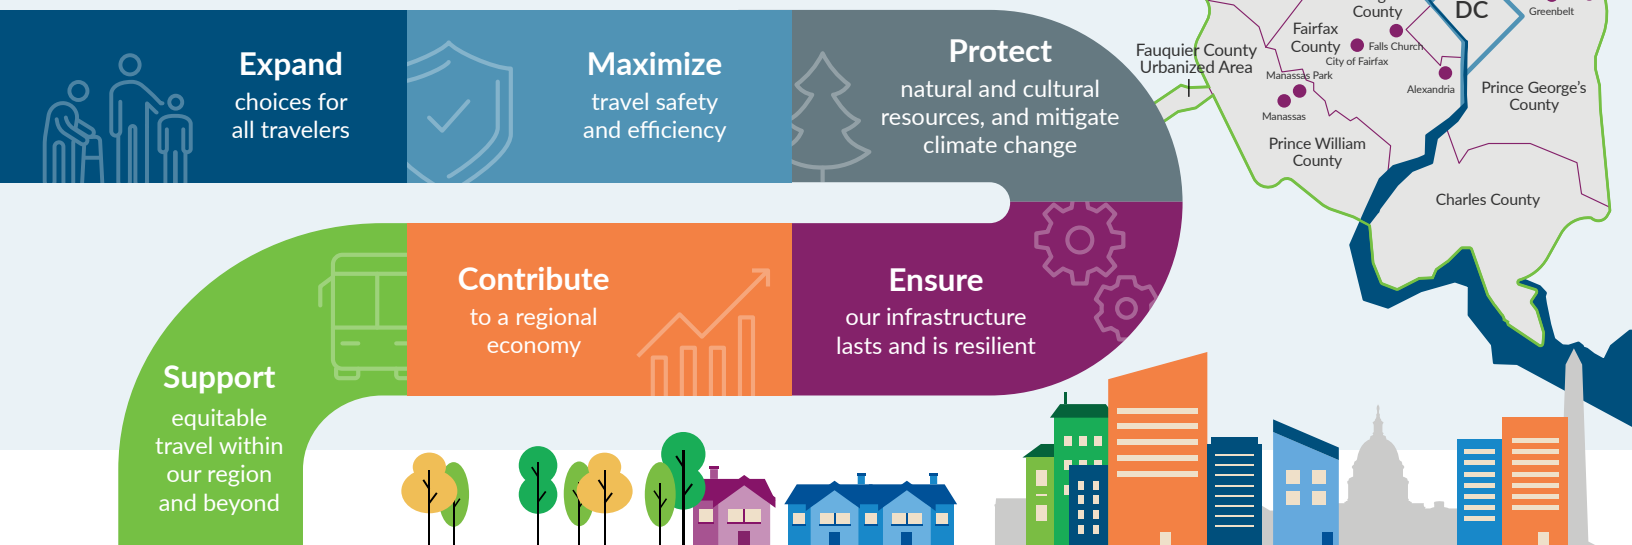 Expand
choices for
all travelers
Maximize
travel safety
and efficiency
Protect
natural and cultural
resources, and mitigate
climate change
Ensure
our infrastructure
lasts and is resilient
Contribute
to a regional
economy
Support
equitable
travel within
our region
and beyond
County
DC
Greenbelt
Fairfax
County
Falls Church
City of Fairfax
Fauquier County
Urbanized Area
Manassas Park
Alexandria
Prince George's
County
Manassas
Prince William
County
Charles County